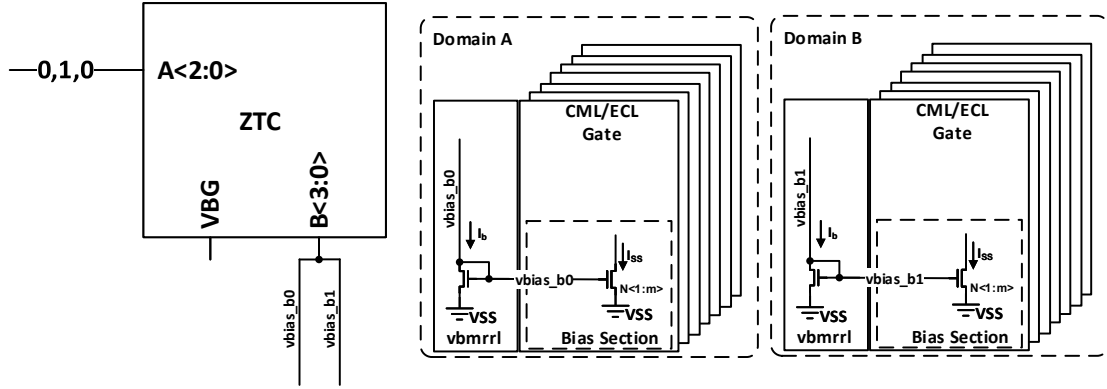 0,1,0
A<2:0>
ZTC
VBG
B<3:0>
vbias_b0
vbias_b1
Domain A
CML/ECL
Gate
vbias_b0
Ib
ISS
vbias_b0
N<1:m>
VSS
VSS
vbmrrl
Bias Section
Domain B
CML/ECL
Gate
vbias_b1
Ib
ISS
vbias_b1
N<1:m>
VSS
VSS
vbmrrl
Bias Section